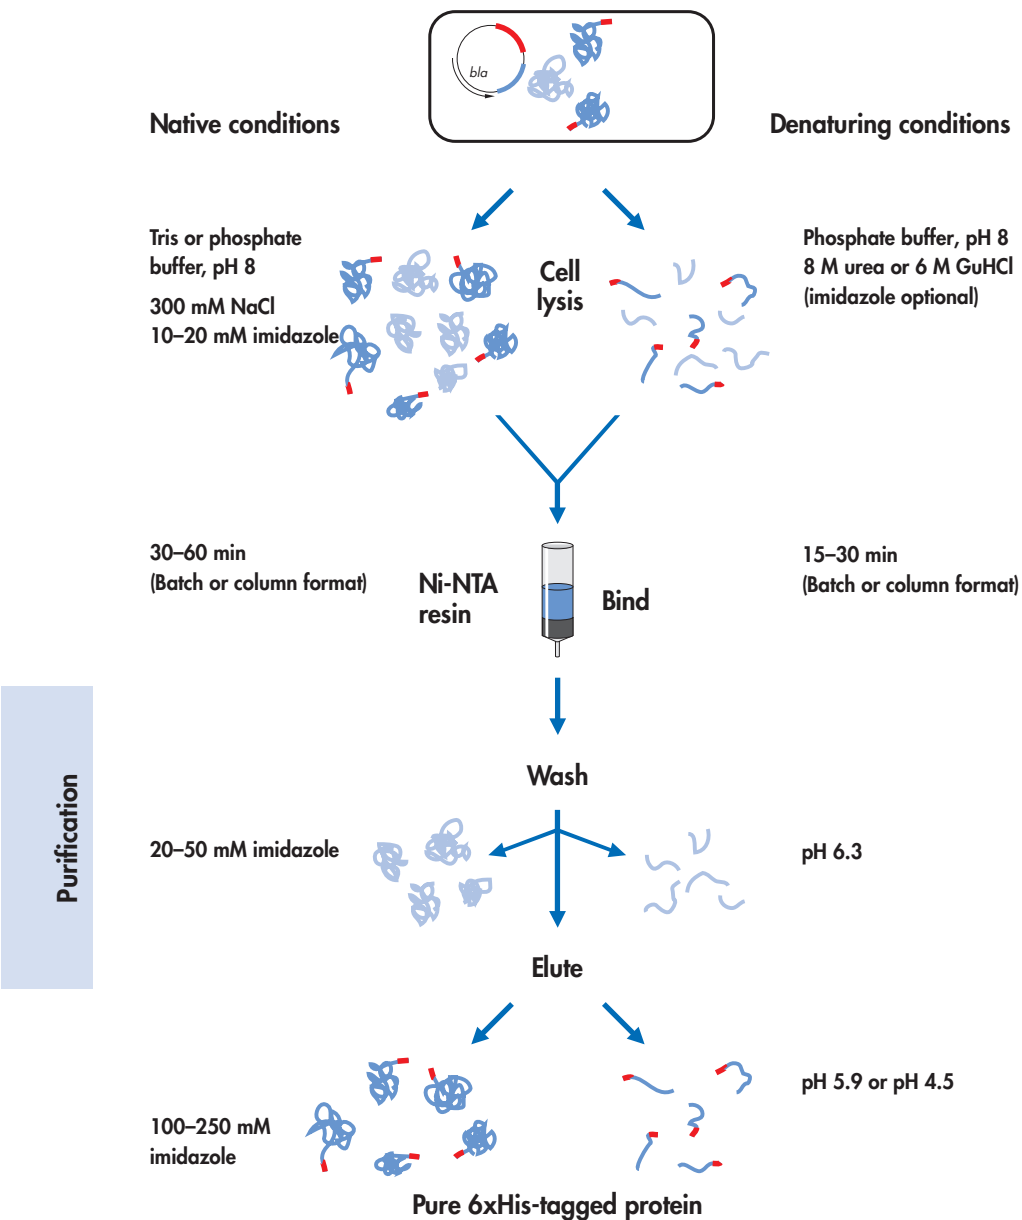 bla
Native conditions
Denaturing conditions
Tris or phosphate
buffer, pH 8
300 mM NaCl
10–20 mM imidazole
Cell
lysis
Phosphate buffer, pH 8
8 M urea or 6 M GuHCl
(imidazole optional)
30–60 min
(Batch or column format)
Ni-NTA
resin
Bind
15–30 min
(Batch or column format)
Wash
Purification
20–50 mM imidazole
pH 6.3
Elute
100–250 mM
imidazole
pH 5.9 or pH 4.5
Pure 6xHis-tagged protein